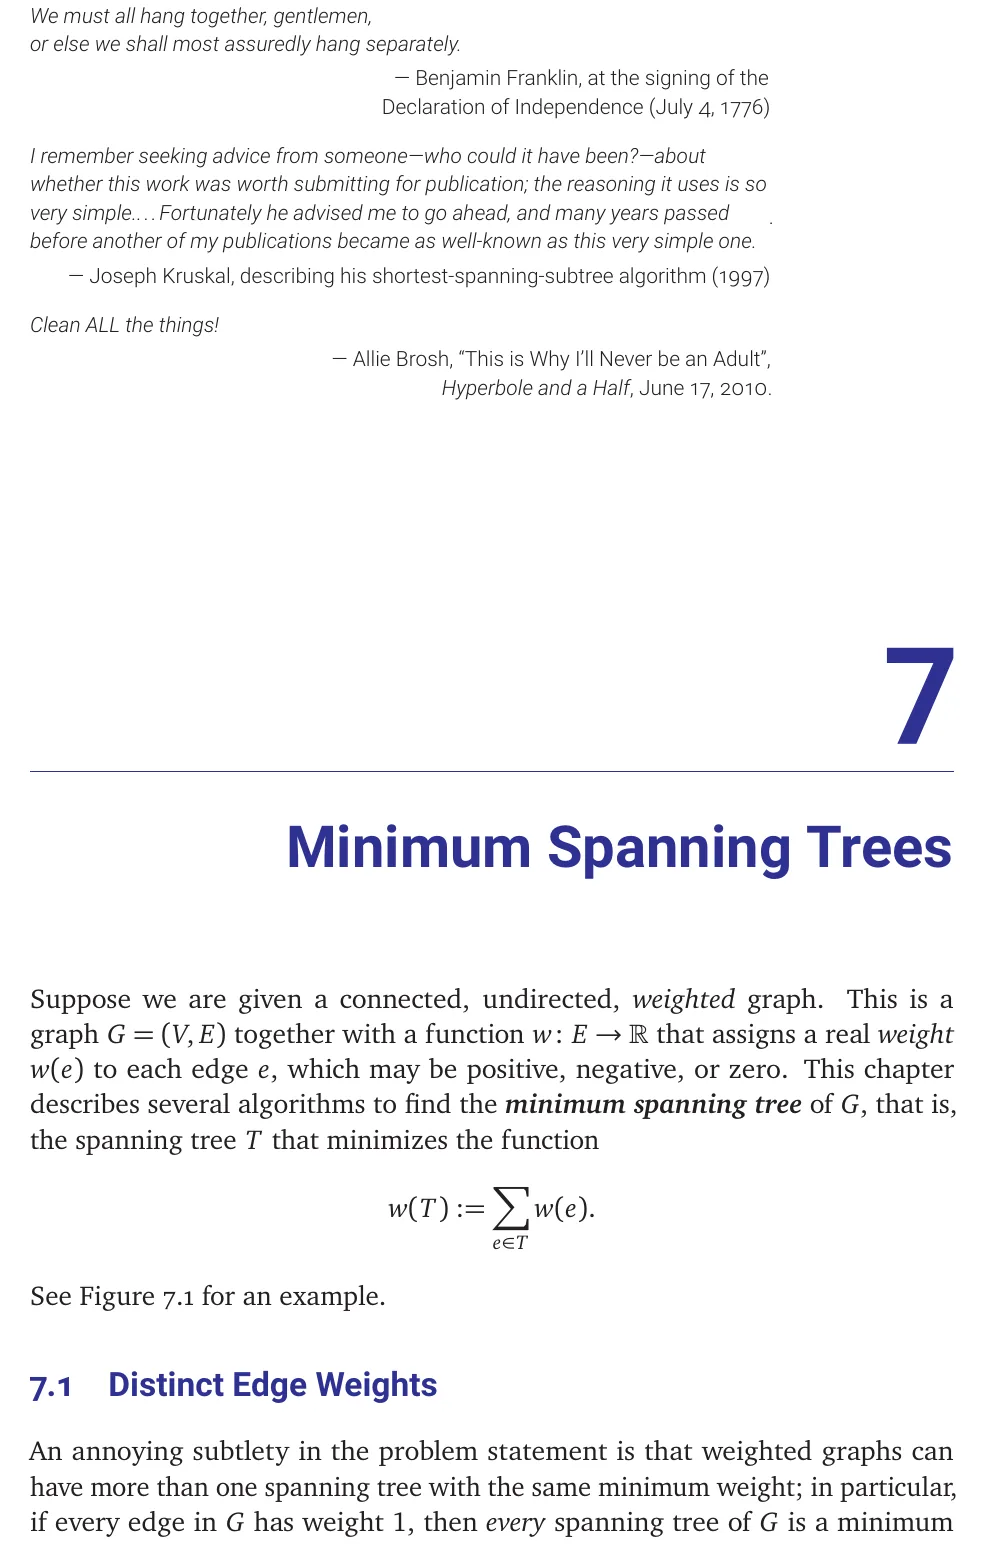 We must all hang together, gentlemen,
or else we shall most assuredly hang separately.
— Benjamin Franklin, at the signing of the
Declaration of Independence (July 4, 1776)
I remember seeking advice from someone—who could it have been?—about
whether this work was worth submitting for publication; the reasoning it uses is so
very simple.... Fortunately he advised me to go ahead, and many years passed .
before another of my publications became as well-known as this very simple one.
— Joseph Kruskal, describing his shortest-spanning-subtree algorithm (1997)
Clean ALL the things!
— Allie Brosh, “This is Why I’ll Never be an Adult”,
Hyperbole and a Half, June 17, 2010.
7
Minimum Spanning Trees
Suppose we are given a connected, undirected, weighted graph. This is a
graph G = (V, E) together with a function w: E → ℝ that assigns a real weight
w(e) to each edge e, which may be positive, negative, or zero. This chapter
describes several algorithms to find the minimum spanning tree of G, that is,
the spanning tree T that minimizes the function
w(T) := ∑ w(e).
e∈T
See Figure 7.1 for an example.
7.1 Distinct Edge Weights
An annoying subtlety in the problem statement is that weighted graphs can
have more than one spanning tree with the same minimum weight; in particular,
if every edge in G has weight 1, then every spanning tree of G is a minimum